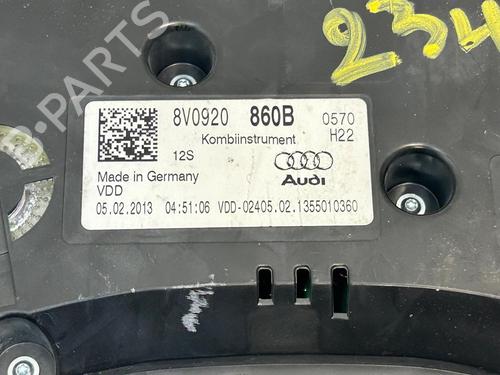 234
8V0920 860B 0570
Kombiinstrument H22
12S
Made in Germany Audi
VDD
05.02.2013 04:51:06 VDD-02405.02.1355010360
B-PARTS